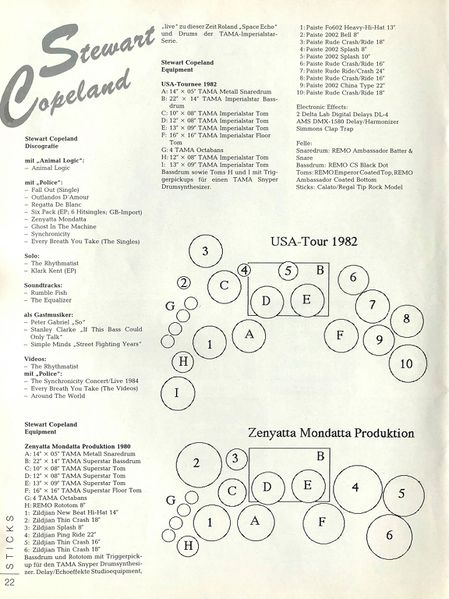 Stewart
Copeland
Stewart Copeland
Discografie
mit „Animal Logic":
– Animal Logic
mit „Police":
– Fall Out (Single)
– Outlandos D'Amour
– Regatta De Blanc
– Six Pack (EP; 6 Hitsingles; GB-Import)
– Zenyatta Mondatta
– Ghost In The Machine
– Synchronicity
– Every Breath You Take (The Singles)
Solo:
– The Rhythmatist
– Klark Kent (EP)
Soundtracks:
– Rumble Fish
– The Equalizer
als Gastmusiker:
– Peter Gabriel „So"
– Stanley Clarke „If This Bass Could
Only Talk"
– Simple Minds „Street Fighting Years"
Videos:
– The Rhythmatist
mit „Police":
– The Synchronicity Concert/Live 1984
– Every Breath You Take (The Videos)
– Around The World
Stewart Copeland
Equipment
Zenyatta Mondatta Produktion 1980
A: 14" × 05" TAMA Metall Snaredrum
B: 22" × 14" TAMA Superstar Bassdrum
C: 10" × 08" TAMA Superstar Tom
D: 12" × 08" TAMA Superstar Tom
E: 13" × 09" TAMA Superstar Tom
F: 16" × 16" TAMA Superstar Floor Tom
G: 4 TAMA Octabans
H: REMO Rototom 8"
1: Zildjian New Beat Hi-Hat 14"
2: Zildjian Thin Crash 18"
3: Zildjian Splash 8"
4: Zildjian Ping Ride 22"
5: Zildjian Thin Crash 16"
6: Zildjian Thin Crash 18"
Bassdrum und Rototom mit Triggerpick-
up für den TAMA Snyper Drumsynthesi-
zer. Delay/Echoeffekte Studioequipment.
„live" zu dieser Zeit Roland „Space Echo"
und Drums der TAMA-Imperialstar-
Serie.
Stewart Copeland
Equipment
USA-Tournee 1982
A: 14" × 05" TAMA Metall Snaredrum
B: 22" × 14" TAMA Imperialstar Bass-
drum
C: 10" × 08" TAMA Imperialstar Tom
D: 12" × 08" TAMA Imperialstar Tom
E: 13" × 09" TAMA Imperialstar Tom
F: 16" × 16" TAMA Imperialstar Floor
Tom
G: 4 TAMA Octabans
H: 12" × 08" TAMA Imperialstar Tom
I: 13" × 09" TAMA Imperialstar Tom
Bassdrum sowie Toms H und I mit Trig-
gerpickups für einen TAMA Snyper
Drumsynthesizer.
1: Paiste Fo602 Heavy-Hi-Hat 13"
2: Paiste 2002 Bell 8"
3: Paiste Rude Crash/Ride 18"
4: Paiste 2002 Splash 8"
5: Paiste 2002 Splash 10"
6: Paiste Rude Crash/Ride 16"
7: Paiste Rude Ride/Crash 24"
8: Paiste Rude Crash/Ride 16"
9: Paiste 2002 China Type 22"
10: Paiste Rude Crash/Ride 18"
Electronic Effects:
2 Delta Lab Digital Delays DL-4
AMS DMX-1580 Delay/Harmonizer
Simmons Clap Trap
Felle:
Snaredrum: REMO Ambassador Batter &
Snare
Bassdrum: REMO CS Black Dot
Toms: REMO Emperor Coated Top, REMO
Ambassador Coated Bottom
Sticks: Calato/Regal Tip Rock Model
USA-Tour 1982
3
4
5
B
6
2
C
D
E
7
G
8
1
A
F
9
H
10
I
Zenyatta Mondatta Produktion
2
3
B
C
D
E
4
5
G
1
A
F
6
H
STICKS
22